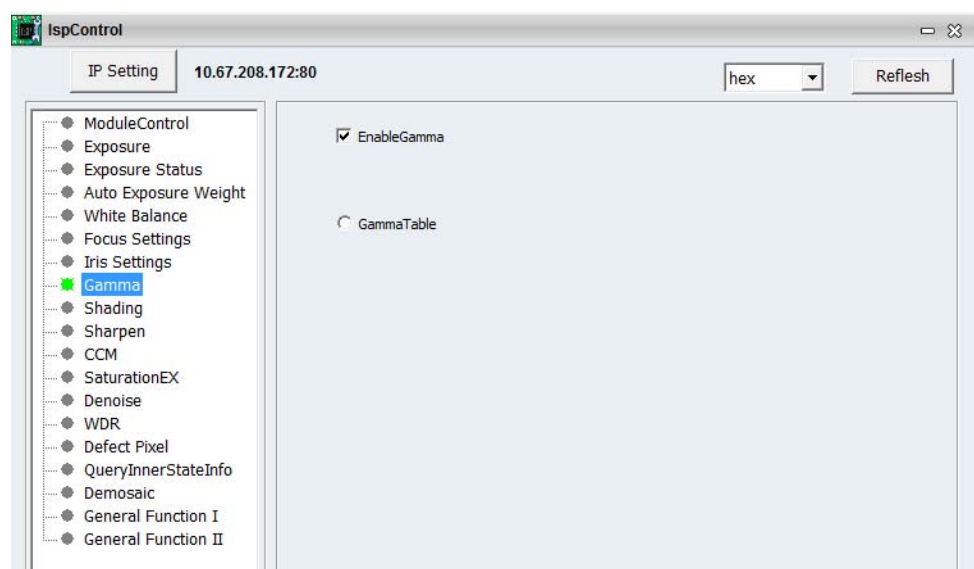 IspControl
IP Setting
10.67.208.172:80
hex
Reflesh
ModuleControl
Exposure
Exposure Status
Auto Exposure Weight
White Balance
Focus Settings
Iris Settings
Gamma
Shading
Sharpen
CCM
SaturationEX
Denoise
WDR
Defect Pixel
QueryInnerStateInfo
Demosaic
General Function I
General Function II
EnableGamma
GammaTable